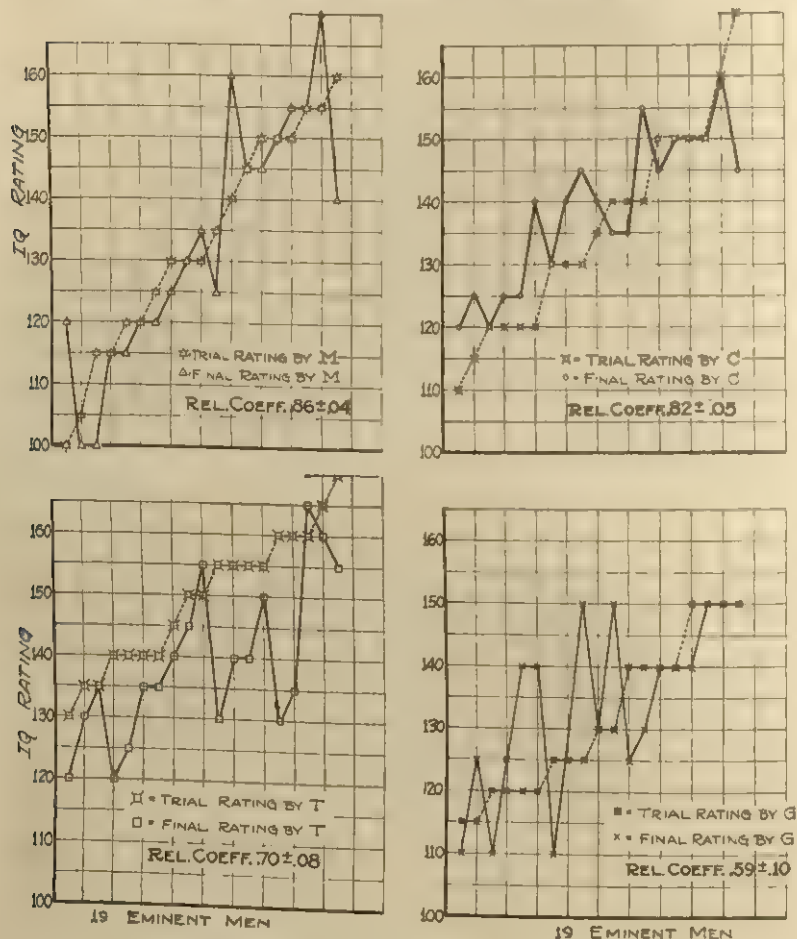 IQ RATING
160
150
140
130
120
110
100
☆ TRIAL RATING BY M
△ FINAL RATING BY M
REL. COEFF. .86±.04
160
150
140
130
120
110
100
× = TRIAL RATING BY C
○ = FINAL RATING BY C
REL. COEFF. .82±.05
IQ RATING
160
150
140
130
120
110
100
¤ = TRIAL RATING BY T
□ = FINAL RATING BY T
REL. COEFF. .70±.08
19 EMINENT MEN
160
150
140
130
120
110
100
■ = TRIAL RATING BY G
× = FINAL RATING BY G
REL. COEFF. .59±.10
19 EMINENT MEN